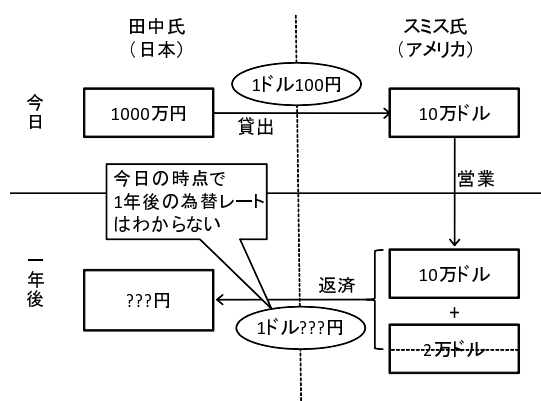 田中氏
（日本）
スミス氏
（アメリカ）
今日
1000万円
1ドル100円
貸出
10万ドル
営業
今日の時点で
1年後の為替レート
はわからない
一年後
???円
返済
1ドル???円
10万ドル
+
2万ドル